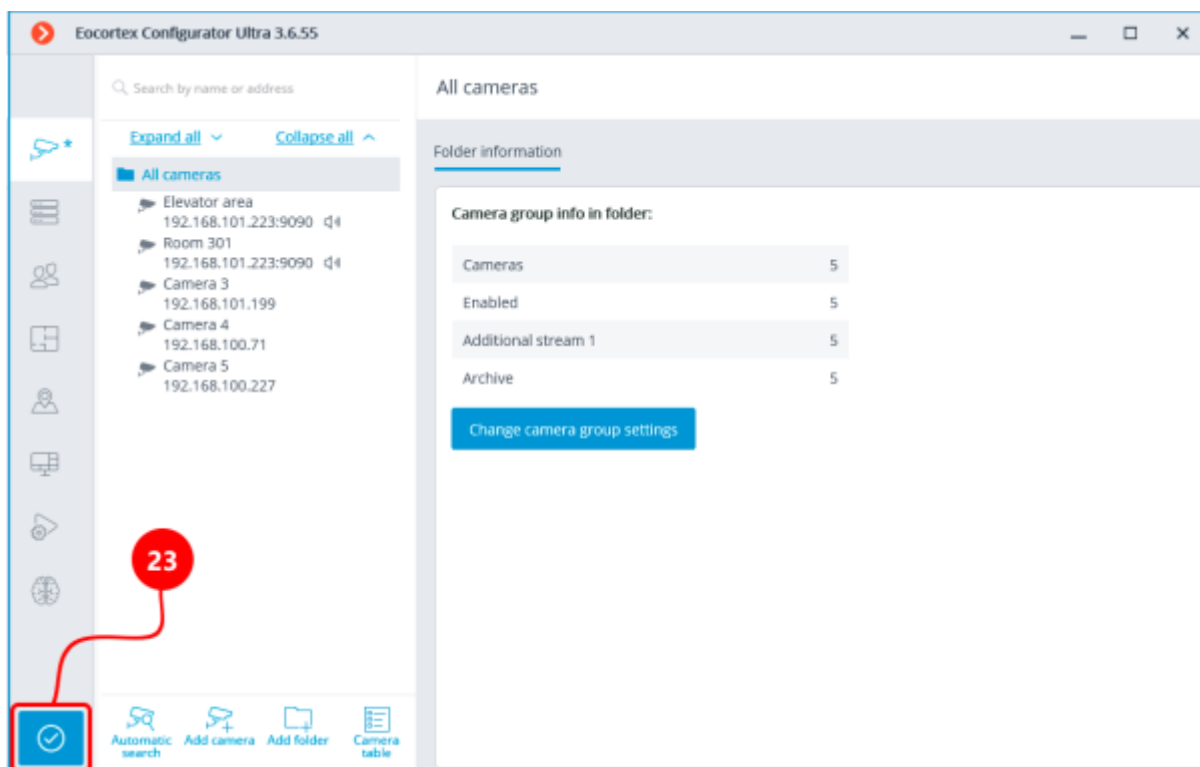 Eocortex Configurator Ultra 3.6.55
Search by name or address
All cameras
Expand all
Collapse all
Folder information
All cameras
Elevator area
192.168.101.223:9090
Room 301
192.168.101.223:9090
Camera 3
192.168.101.199
Camera 4
192.168.100.71
Camera 5
192.168.100.227
Camera group info in folder:
Cameras 5
Enabled 5
Additional stream 1 5
Archive 5
Change camera group settings
23
Automatic search
Add camera
Add folder
Camera table